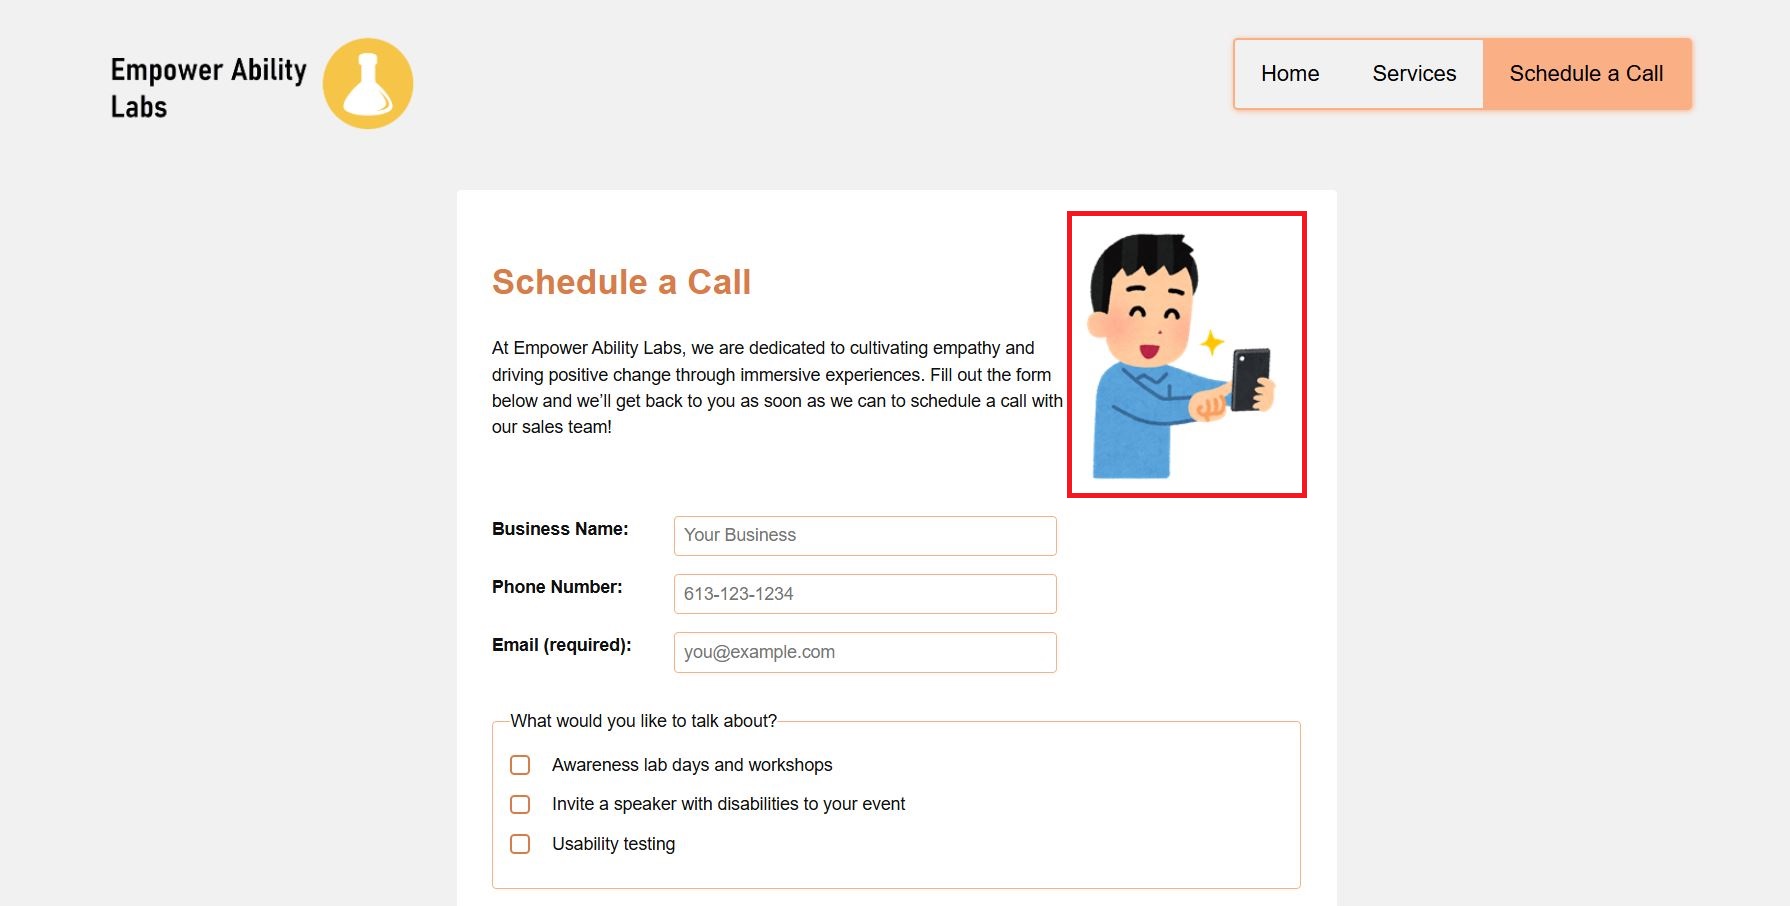 Empower Ability
Labs
Home
Services
Schedule a Call
Schedule a Call
At Empower Ability Labs, we are dedicated to cultivating empathy and
driving positive change through immersive experiences. Fill out the form
below and we’ll get back to you as soon as we can to schedule a call with
our sales team!
Business Name:
Your Business
Phone Number:
613-123-1234
Email (required):
you@example.com
What would you like to talk about?
Awareness lab days and workshops
Invite a speaker with disabilities to your event
Usability testing